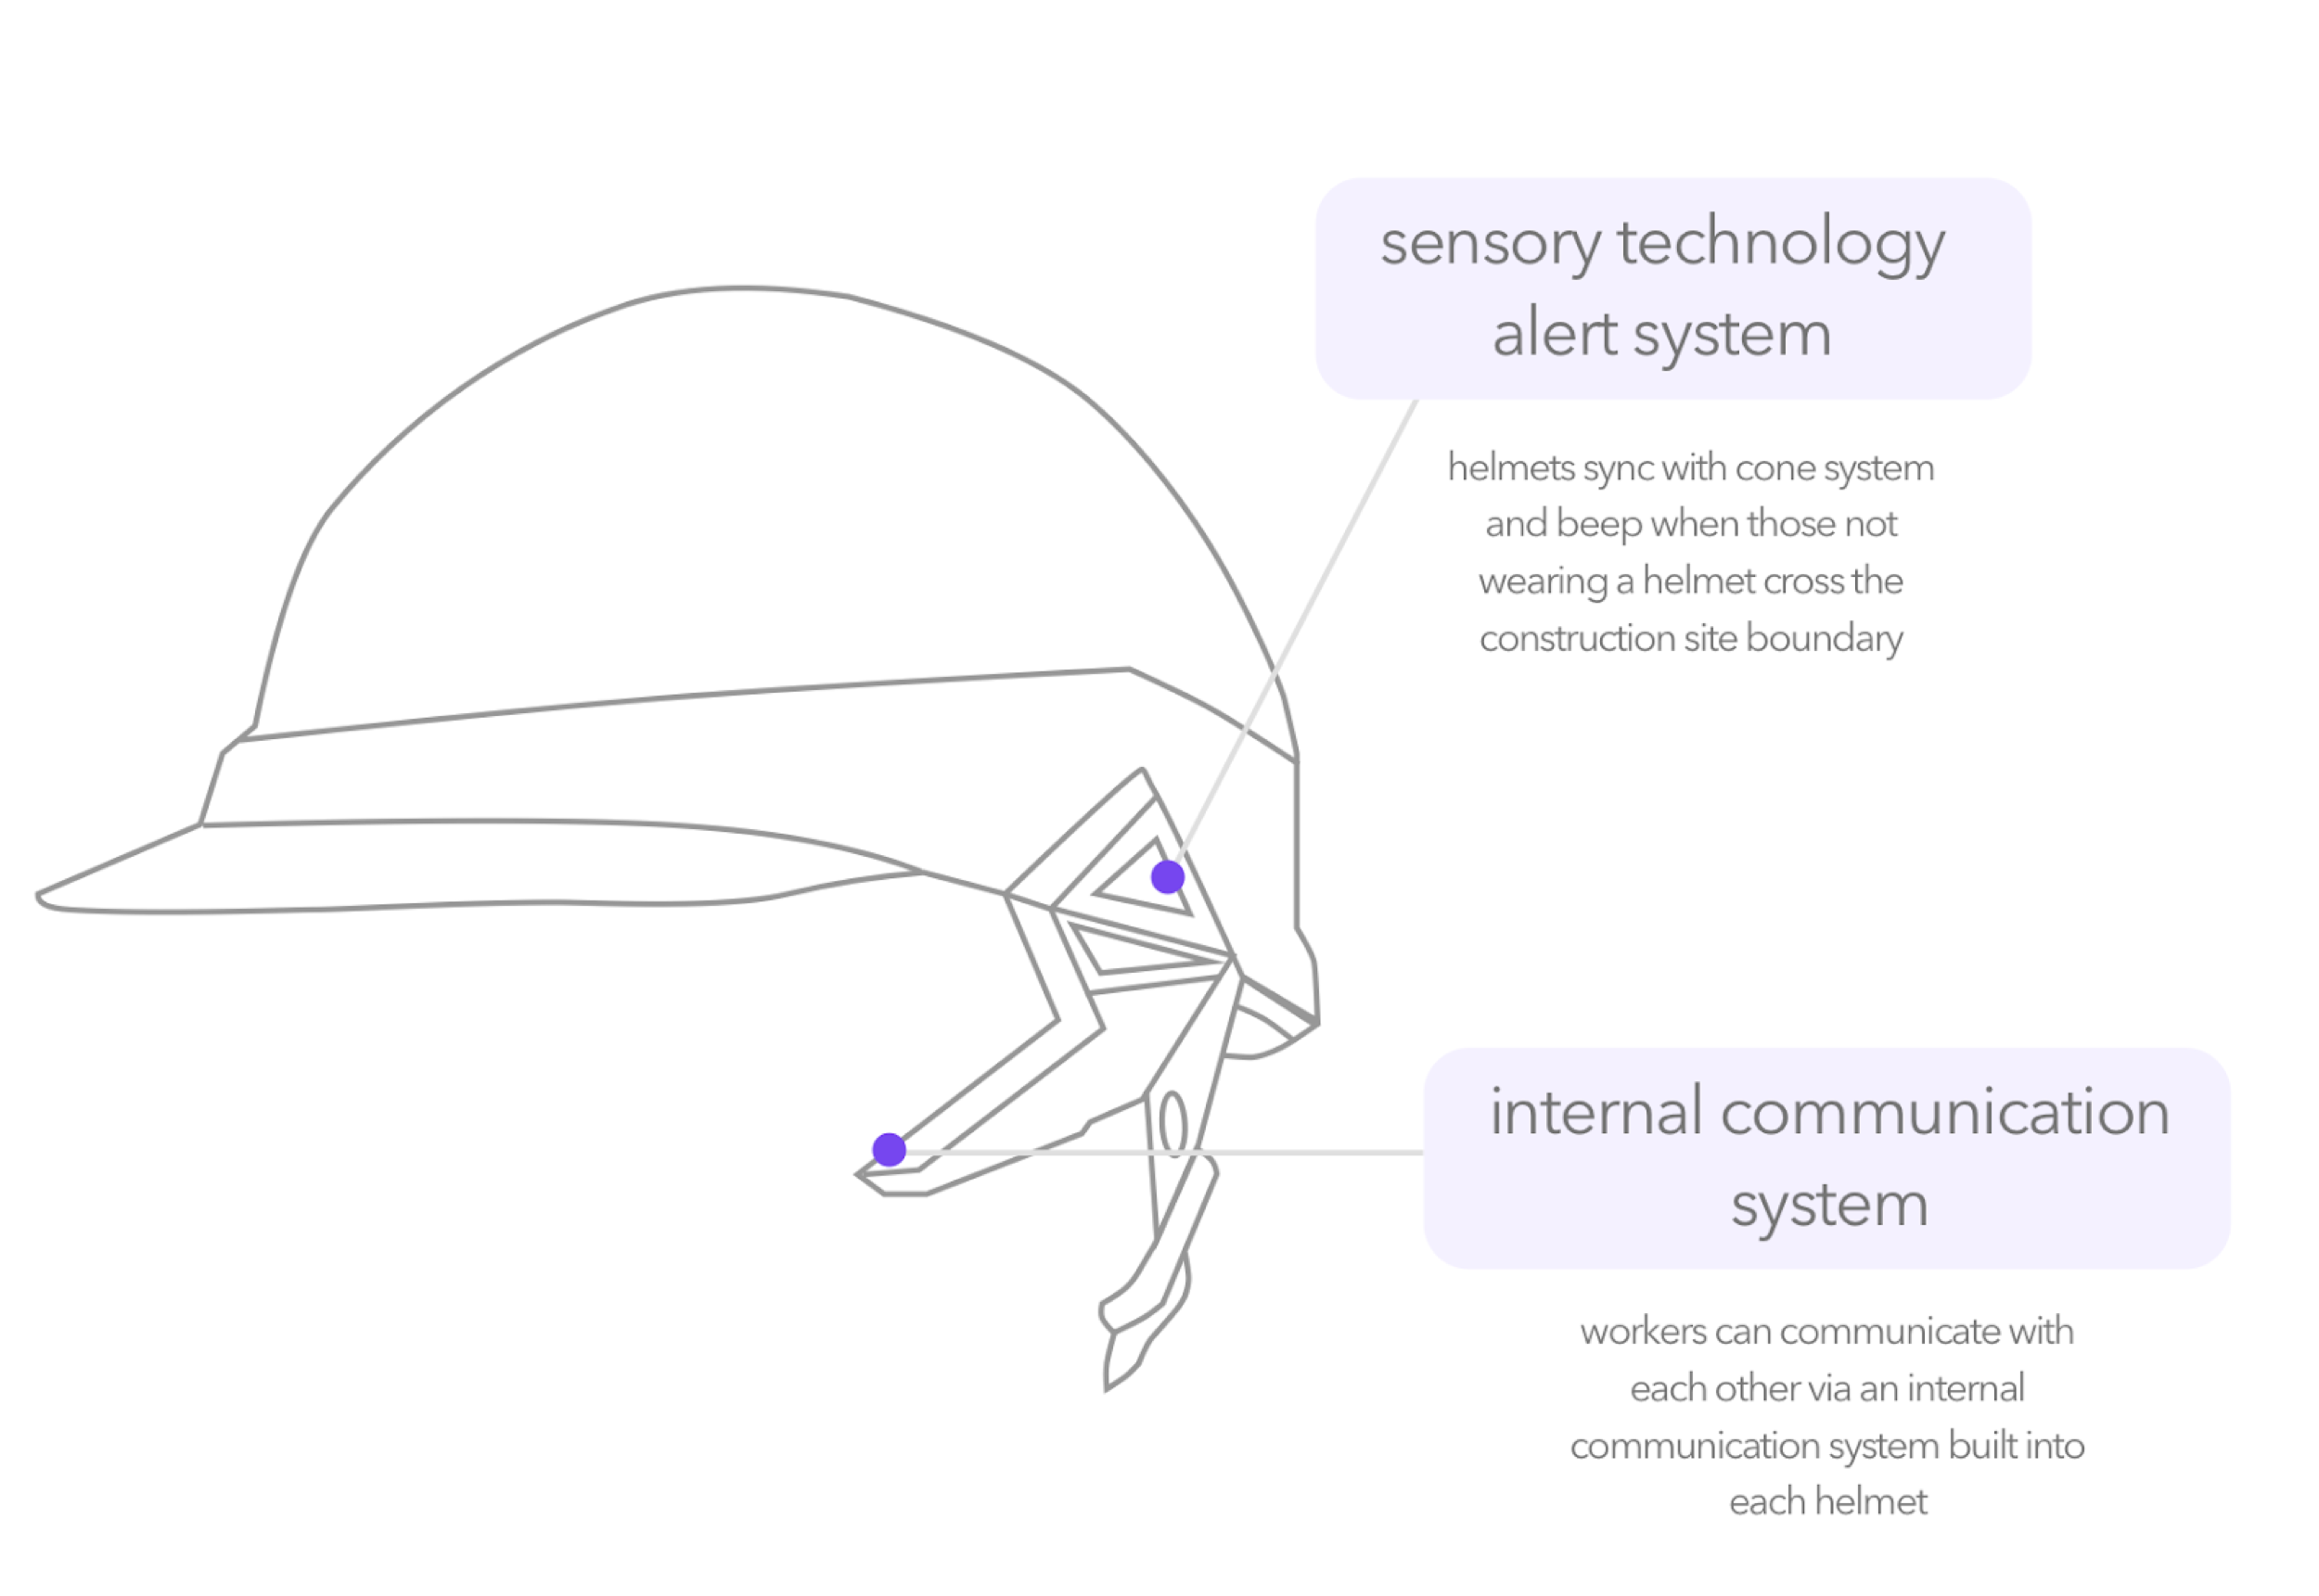 sensory technology
alert system
helmets sync with cone system
and beep when those not
wearing a helmet cross the
construction site boundary
internal communication
system
workers can communicate with
each other via an internal
communication system built into
each helmet